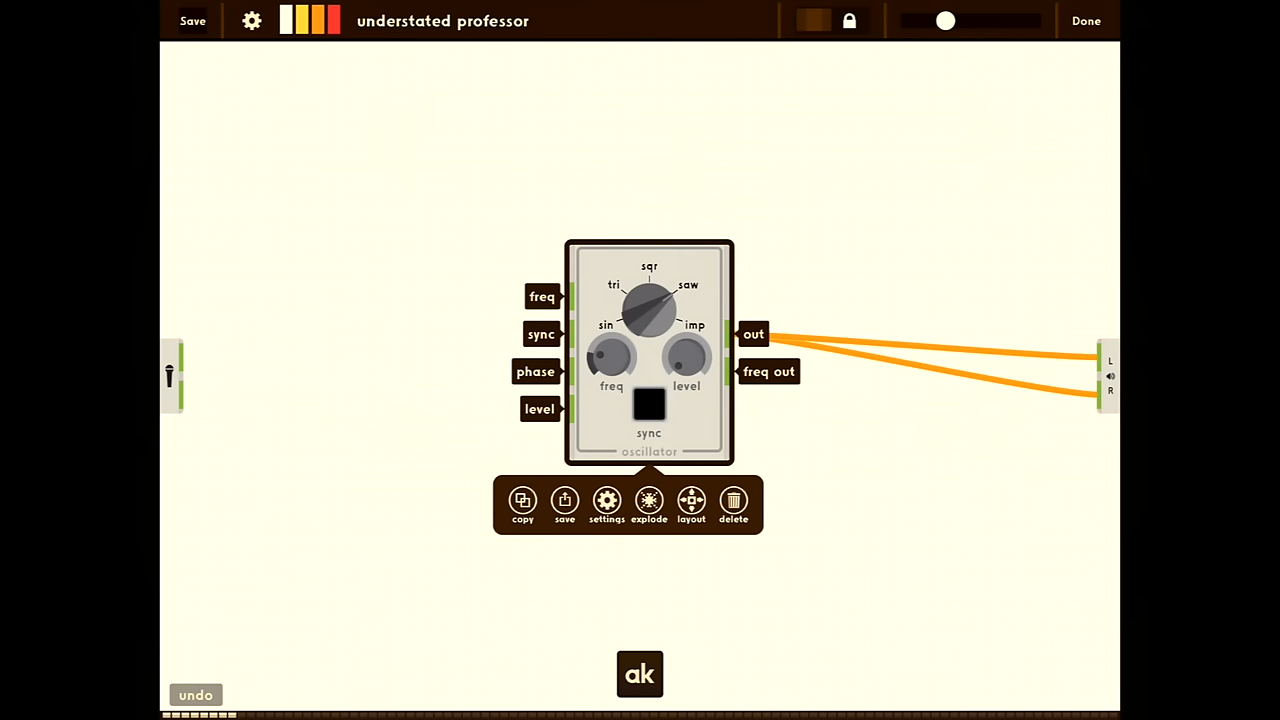 Save
understated professor
Done
sqr
tri
saw
freq
sin
imp
sync
out
phase
freq
level
freq out
level
sync
oscillator
copy
save
settings
explode
layout
delete
L
R
ak
undo